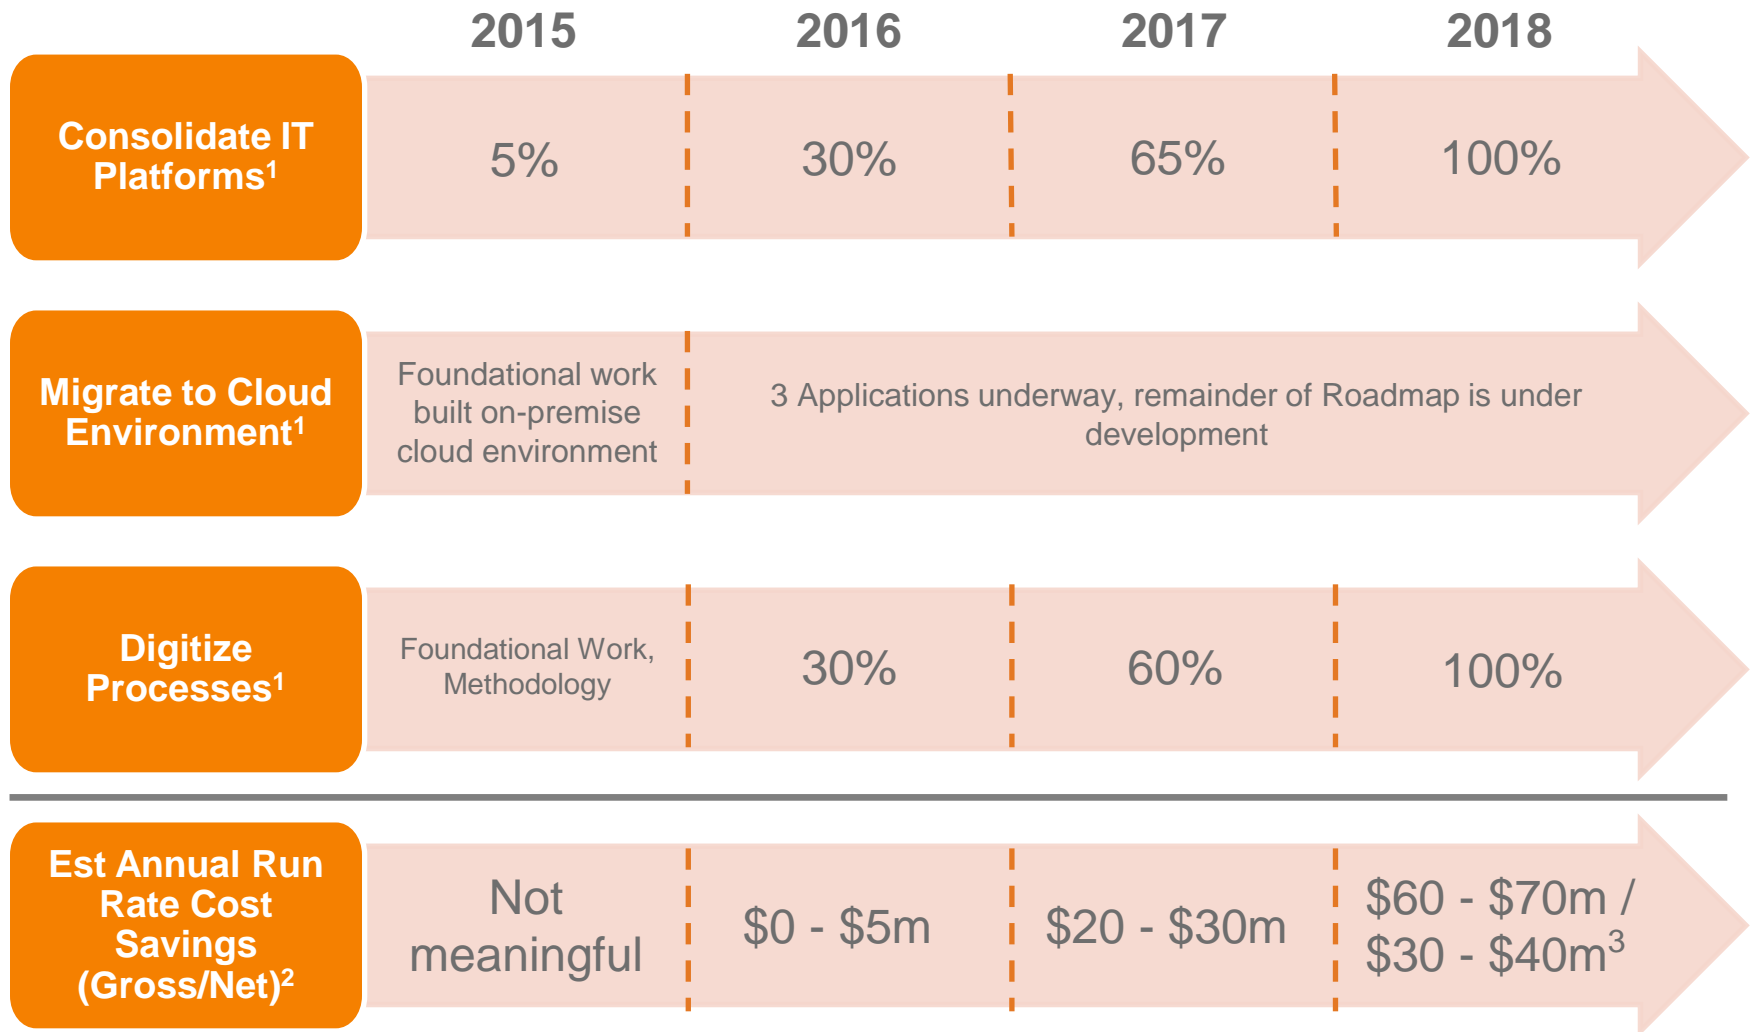 2015 2016 2017 2018
Consolidate IT
Platforms¹
5% 30% 65% 100%
Migrate to Cloud
Environment¹
Foundational work
built on-premise
cloud environment
3 Applications underway, remainder of Roadmap is under
development
Digitize
Processes¹
Foundational Work,
Methodology
30% 60% 100%
Est Annual Run
Rate Cost
Savings
(Gross/Net)²
Not
meaningful
$0 - $5m
$20 - $30m
$60 - $70m /
$30 - $40m³